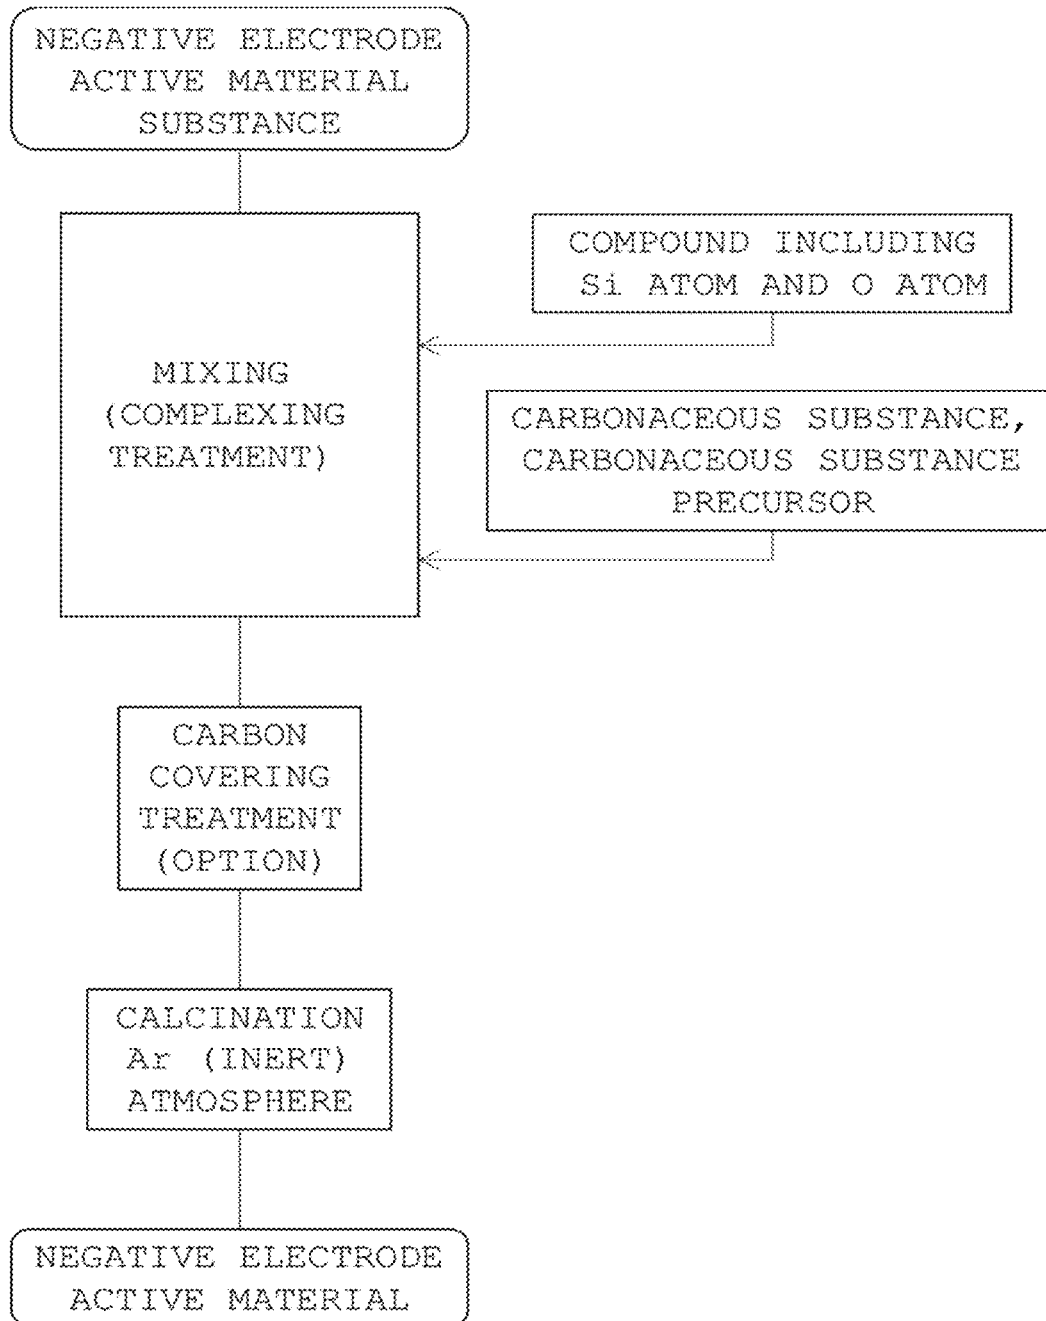 NEGATIVE ELECTRODE
ACTIVE MATERIAL
SUBSTANCE
COMPOUND INCLUDING
Si ATOM AND O ATOM
MIXING
(COMPLEXING
TREATMENT)
CARBONACEOUS SUBSTANCE,
CARBONACEOUS SUBSTANCE
PRECURSOR
CARBON
COVERING
TREATMENT
(OPTION)
CALCINATION
Ar (INERT)
ATMOSPHERE
NEGATIVE ELECTRODE
ACTIVE MATERIAL